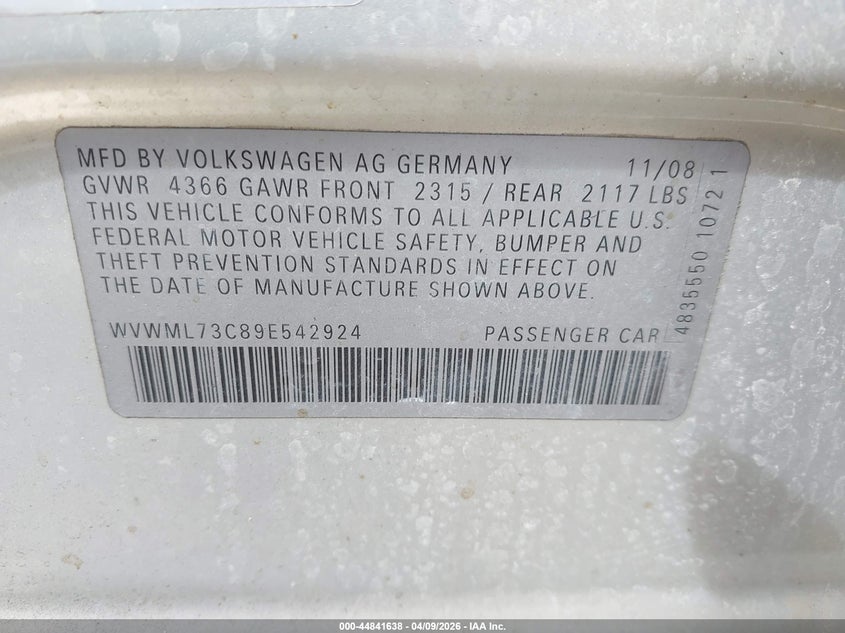 MFD BY VOLKSWAGEN AG GERMANY 11/08
GVWR 4366 GAWR FRONT 2315 / REAR 2117 LBS
THIS VEHICLE CONFORMS TO ALL APPLICABLE U.S.
FEDERAL MOTOR VEHICLE SAFETY, BUMPER AND
THEFT PREVENTION STANDARDS IN EFFECT ON
THE DATE OF MANUFACTURE SHOWN ABOVE.
WVWML73C89E542924 PASSENGER CAR
4835550 10721
000-44841638 - 04/09/2026 - IAA Inc.